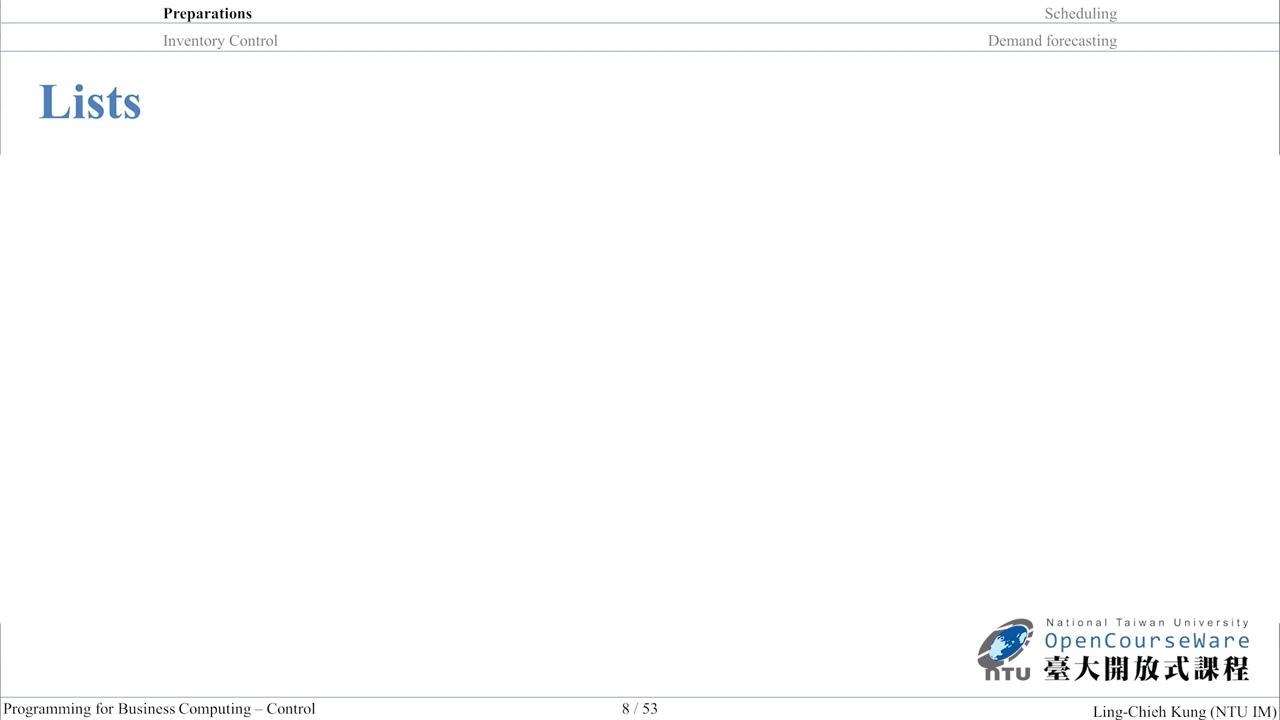 Preparations
Scheduling
Inventory Control
Demand forecasting
Lists
National Taiwan University
OpenCourseWare
臺大開放式課程
NTU
Programming for Business Computing – Control
8 / 53
Ling-Chieh Kung (NTU IM)